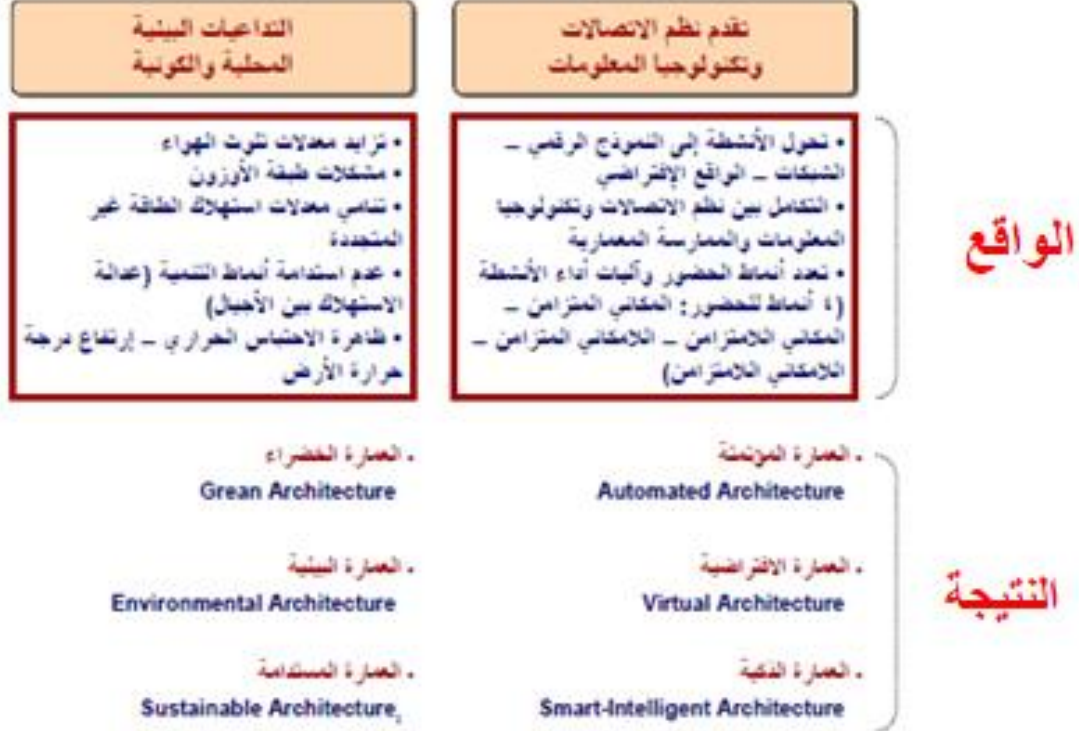 تقدم نظم الاتصالات
وتكنولوجيا المعلومات
التداعيات البيئية
المحلية والكونية
الواقع
• تحول الأنشطة إلى النموذج الرقمي –
الشبكات – الواقع الإفتراضي
• التكامل بين نظم الاتصالات وتكنولوجيا
المعلومات والممارسة المعمارية
• تعدد أنماط الحضور وآليات أداء الأنشطة
(٤ أنماط للحضور: المكاني المتزامن –
المكاني اللامتزامن – اللامكاني المتزامن –
اللامكاني اللامتزامن)
• تزايد معدلات تلوث الهواء
• مشكلات طبقة الأوزون
• تنامي معدلات استهلاك الطاقة غير
المتجددة
• عدم استدامة أنماط التنمية (عدالة
الاستهلاك بين الأجيال)
• ظاهرة الاحتباس الحراري – إرتفاع درجة
حرارة الأرض
النتيجة
. العمارة المؤتمتة
Automated Architecture
. العمارة الافتراضية
Virtual Architecture
. العمارة الذكية
Smart-Intelligent Architecture
. العمارة الخضراء
Grean Architecture
. العمارة البيئية
Environmental Architecture
. العمارة المستدامة
Sustainable Architecture,